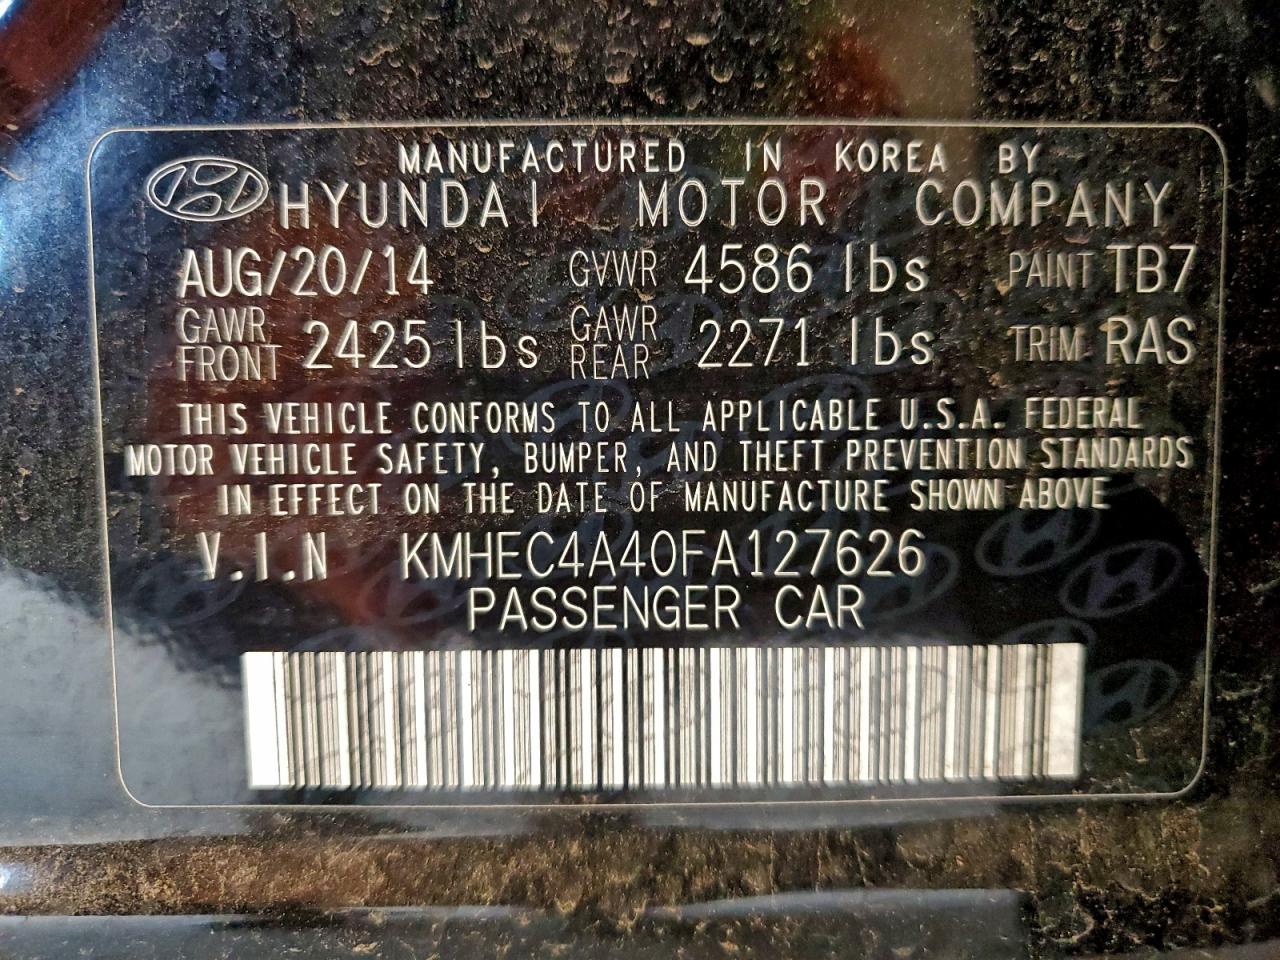 MANUFACTURED IN KOREA BY
HYUNDAI MOTOR COMPANY
AUG/20/14 GVWR 4586 lbs PAINT TB7
GAWR FRONT 2425 lbs GAWR REAR 2271 lbs TRIM RAS
THIS VEHICLE CONFORMS TO ALL APPLICABLE U.S.A. FEDERAL
MOTOR VEHICLE SAFETY, BUMPER, AND THEFT PREVENTION STANDARDS
IN EFFECT ON THE DATE OF MANUFACTURE SHOWN ABOVE
V.I.N KMHEC4A40FA127626
PASSENGER CAR